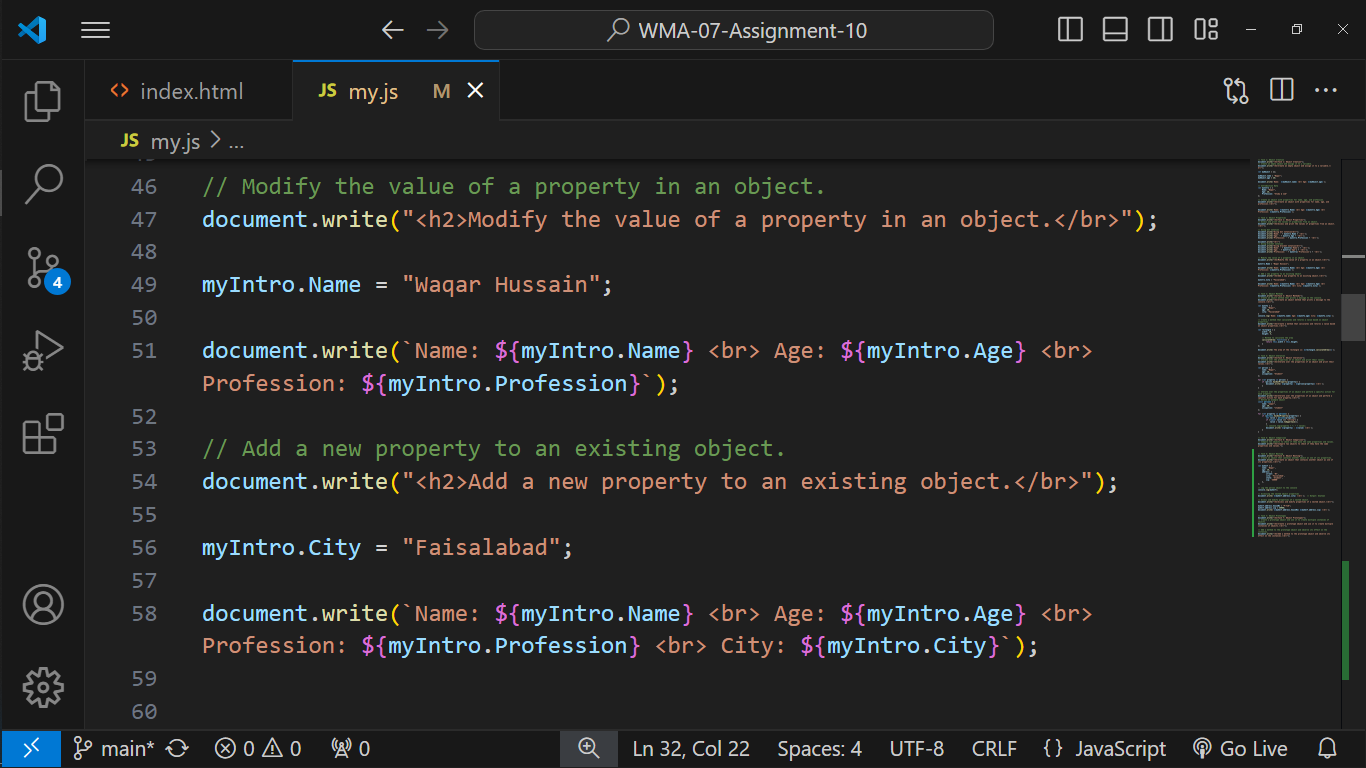 WMA-07-Assignment-10
<> index.html
JS my.js M
JS my.js > ...
46 // Modify the value of a property in an object.
47 document.write("<h2>Modify the value of a property in an object.</br>");
48
49 myIntro.Name = "Waqar Hussain";
50
51 document.write(`Name: ${myIntro.Name} <br> Age: ${myIntro.Age} <br>
Profession: ${myIntro.Profession}`);
52
53 // Add a new property to an existing object.
54 document.write("<h2>Add a new property to an existing object.</br>");
55
56 myIntro.City = "Faisalabad";
57
58 document.write(`Name: ${myIntro.Name} <br> Age: ${myIntro.Age} <br>
Profession: ${myIntro.Profession} <br> City: ${myIntro.City}`);
59
60
4
main* 0 0 0 Ln 32, Col 22 Spaces: 4 UTF-8 CRLF {} JavaScript Go Live